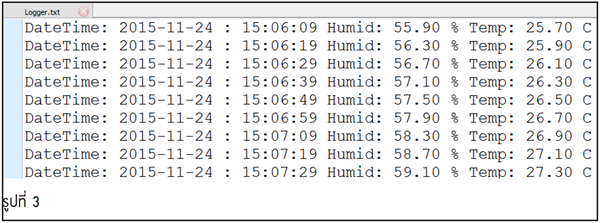 Logger.txt
DateTime: 2015-11-24 : 15:06:09 Humid: 55.90 % Temp: 25.70 C
DateTime: 2015-11-24 : 15:06:19 Humid: 56.30 % Temp: 25.90 C
DateTime: 2015-11-24 : 15:06:29 Humid: 56.70 % Temp: 26.10 C
DateTime: 2015-11-24 : 15:06:39 Humid: 57.10 % Temp: 26.30 C
DateTime: 2015-11-24 : 15:06:49 Humid: 57.50 % Temp: 26.50 C
DateTime: 2015-11-24 : 15:06:59 Humid: 57.90 % Temp: 26.70 C
DateTime: 2015-11-24 : 15:07:09 Humid: 58.30 % Temp: 26.90 C
DateTime: 2015-11-24 : 15:07:19 Humid: 58.70 % Temp: 27.10 C
DateTime: 2015-11-24 : 15:07:29 Humid: 59.10 % Temp: 27.30 C
รูปที่ 3